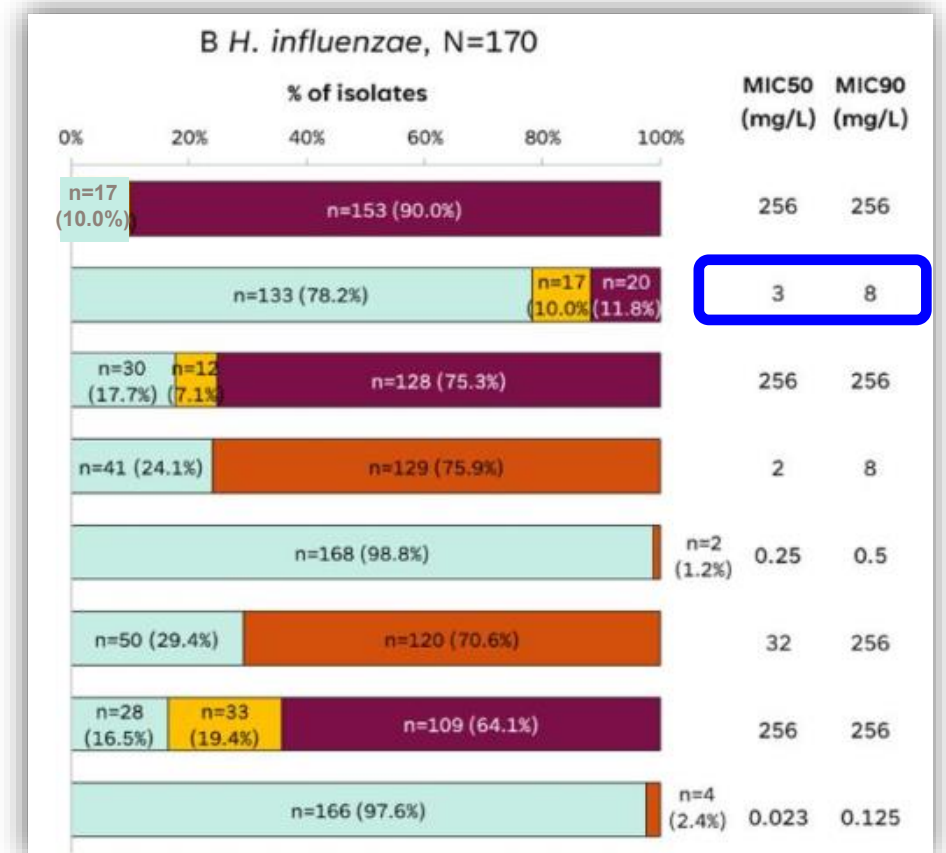 B H. influenzae, N=170
% of isolates
MIC50 MIC90
(mg/L) (mg/L)
0% 20% 40% 60% 80% 100%
n=17
(10.0%)
n=153 (90.0%)
256 256
n=133 (78.2%)
n=17
(10.0%
n=20
(11.8%)
3 8
n=30
(17.7%)
n=12
(7.1%)
n=128 (75.3%)
256 256
n=41 (24.1%)
n=129 (75.9%)
2 8
n=168 (98.8%)
n=2
(1.2%)
0.25 0.5
n=50 (29.4%)
n=120 (70.6%)
32 256
n=28
(16.5%)
n=33
(19.4%)
n=109 (64.1%)
256 256
n=166 (97.6%)
n=4
(2.4%)
0.023 0.125